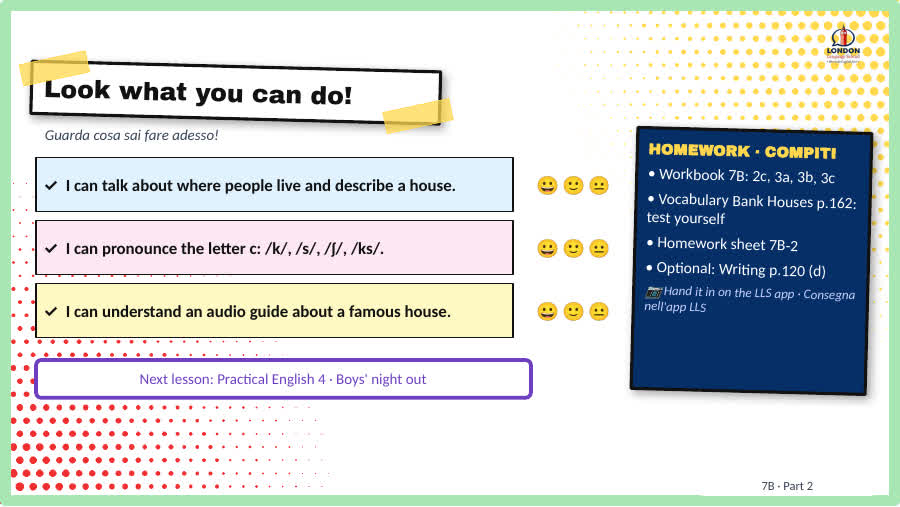 LONDON
Look what you can do!
Guarda cosa sai fare adesso!
✓ I can talk about where people live and describe a house.
😀 🙂 😐
✓ I can pronounce the letter c: /k/, /s/, /ʃ/, /ks/.
😀 🙂 😐
✓ I can understand an audio guide about a famous house.
😀 🙂 😐
Next lesson: Practical English 4 · Boys' night out
HOMEWORK · COMPITI
• Workbook 7B: 2c, 3a, 3b, 3c
• Vocabulary Bank Houses p.162:
test yourself
• Homework sheet 7B-2
• Optional: Writing p.120 (d)
📷 Hand it in on the LLS app · Consegna
nell'app LLS
7B · Part 2